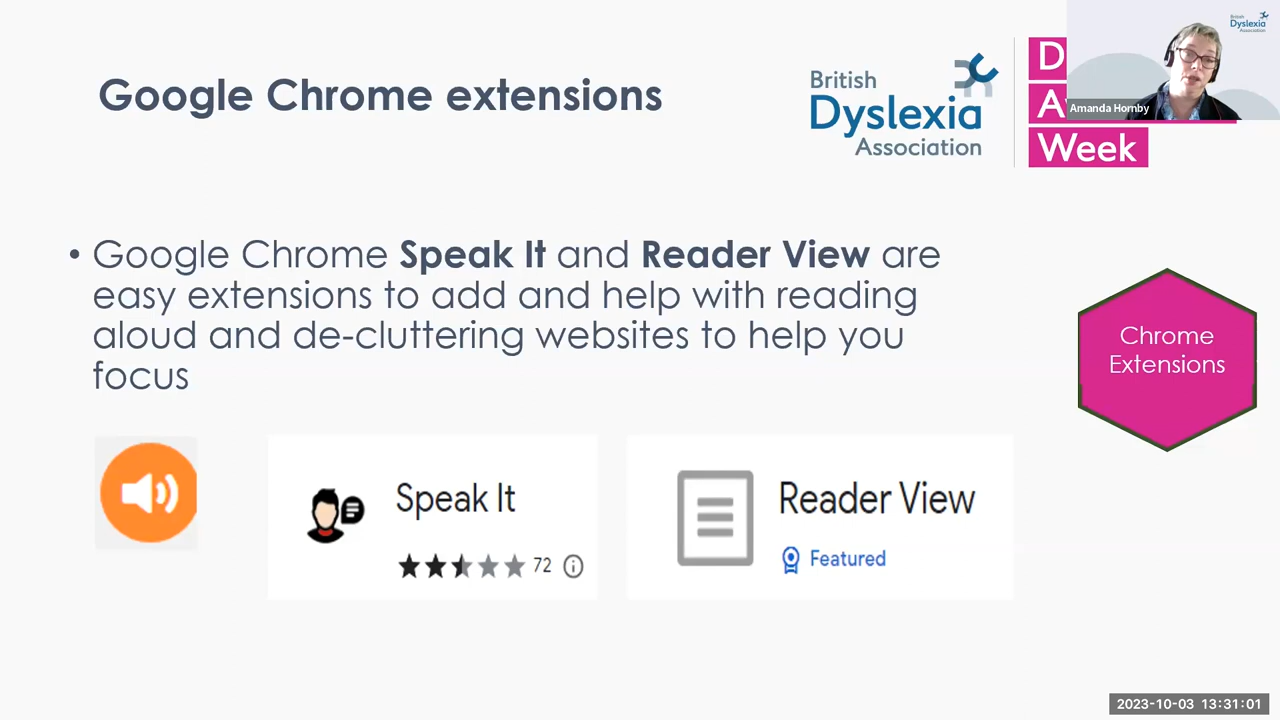 Google Chrome extensions
British
Dyslexia
Association
D
A
Week
British
Dyslexia
Association
Amanda Hornby
• Google Chrome Speak It and Reader View are
easy extensions to add and help with reading
aloud and de-cluttering websites to help you
focus
Chrome
Extensions
Speak It
72
Reader View
Featured
2023-10-03 13:31:01